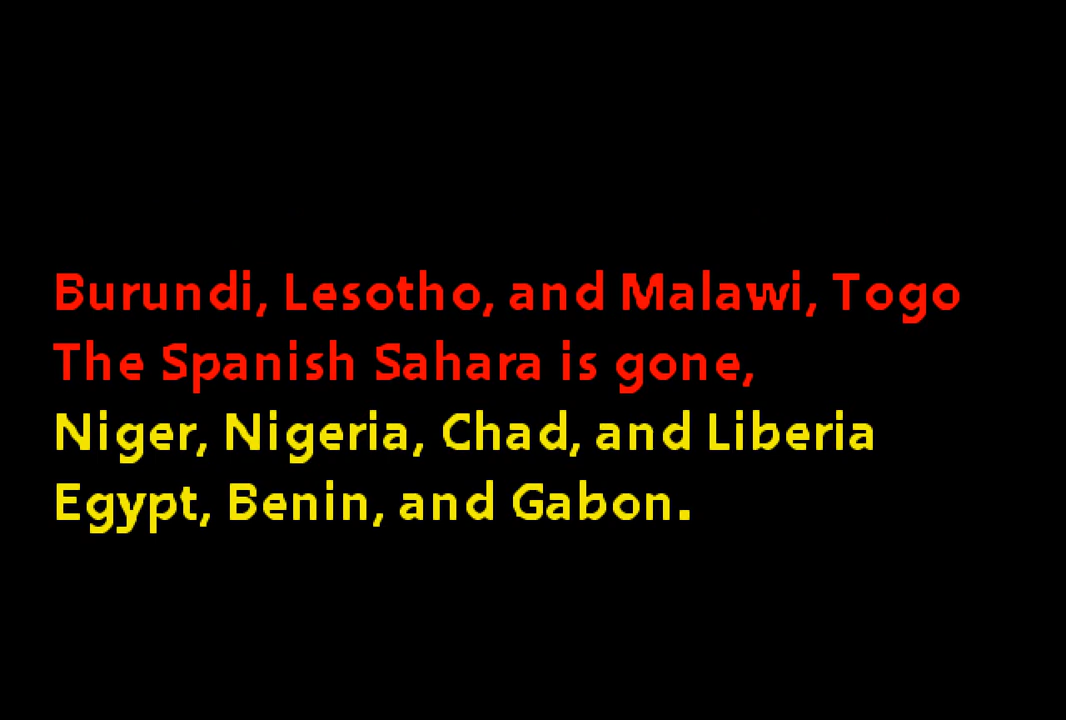 Burundi, Lesotho, and Malawi, Togo
The Spanish Sahara is gone,
Niger, Nigeria, Chad, and Liberia
Egypt, Benin, and Gabon.